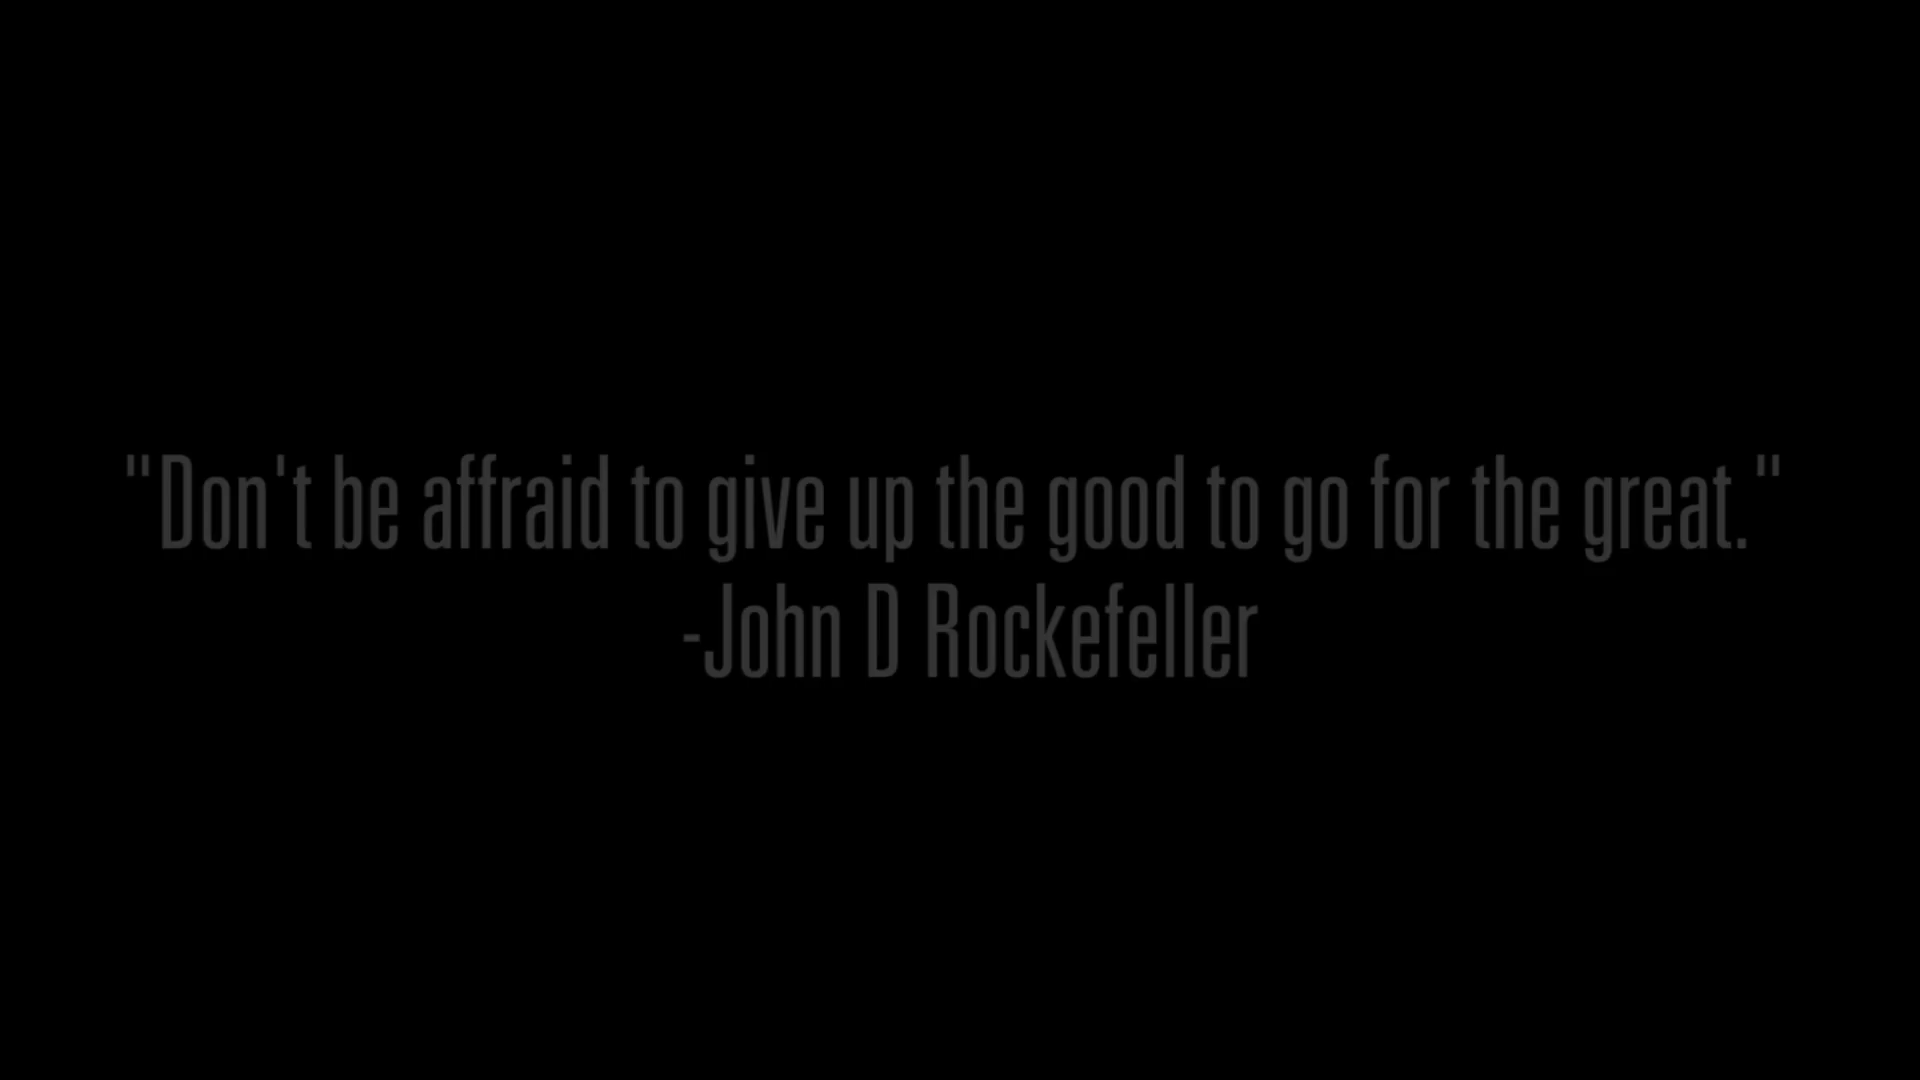 "Don't be affraid to give up the good to go for the great."
-John D Rockefeller